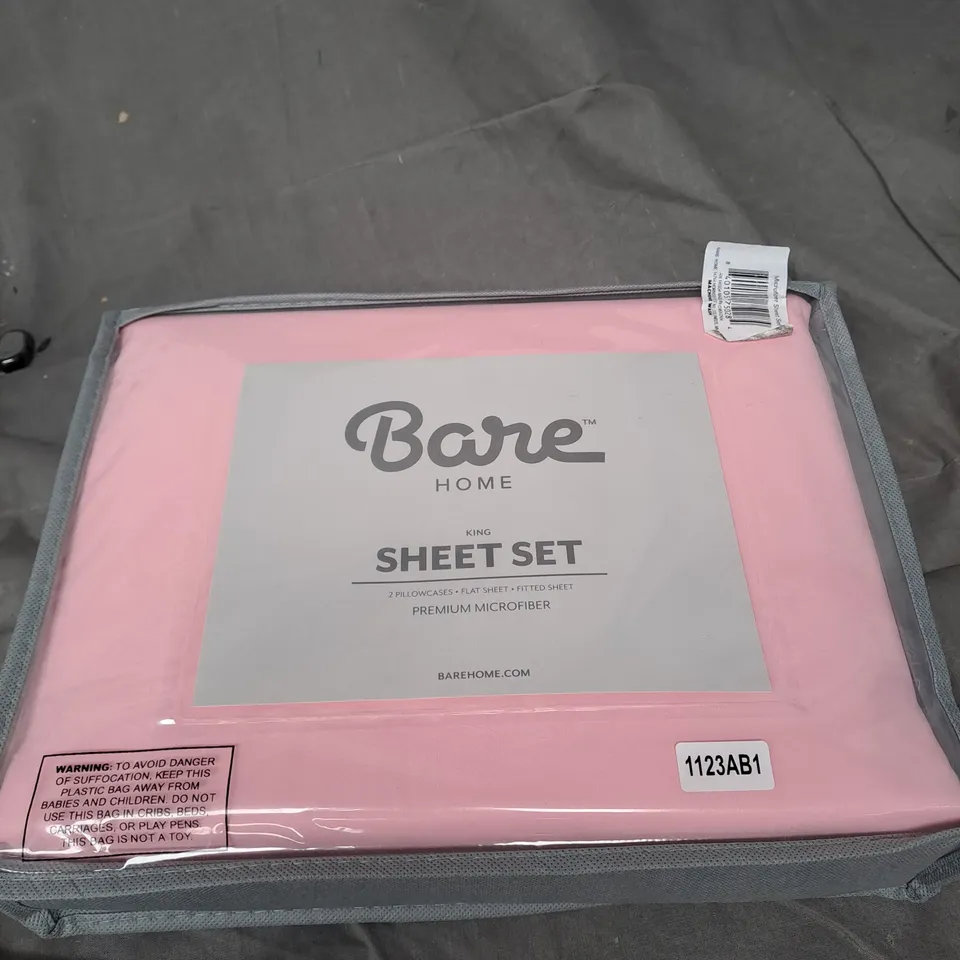 Bare™
HOME
KING
SHEET SET
2 PILLOWCASES • FLAT SHEET • FITTED SHEET
PREMIUM MICROFIBER
BAREHOME.COM
WARNING: TO AVOID DANGER
OF SUFFOCATION, KEEP THIS
PLASTIC BAG AWAY FROM
BABIES AND CHILDREN. DO NOT
USE THIS BAG IN CRIBS, BEDS,
CARRIAGES, OR PLAY PENS.
THIS BAG IS NOT A TOY.
1123AB1